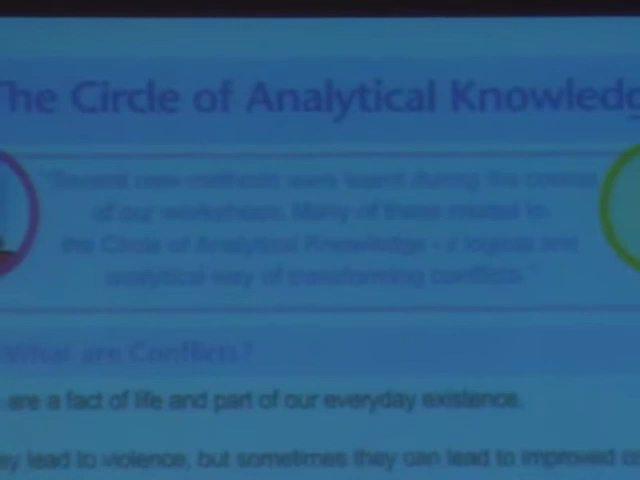 The Circle of Analytical Knowledg
"Several new methods were learnt during the course
of our workshops. Many of these related to
the Circle of Analytical Knowledge - a logical and
analytical way of transforming conflicts."
What are Conflicts?
are a fact of life and part of our everyday existence.
ey lead to violence, but sometimes they can lead to improved